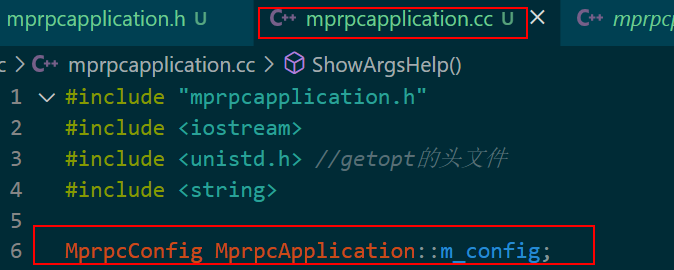 mprpcapplication.h U
C++ mprpcapplication.cc U ×
c > C++ mprpcapplication.cc > ShowArgsHelp()
1 #include "mprpcapplication.h"
2 #include <iostream>
3 #include <unistd.h> //getopt的头文件
4 #include <string>
5
6 MprpcConfig MprpcApplication::m_config;